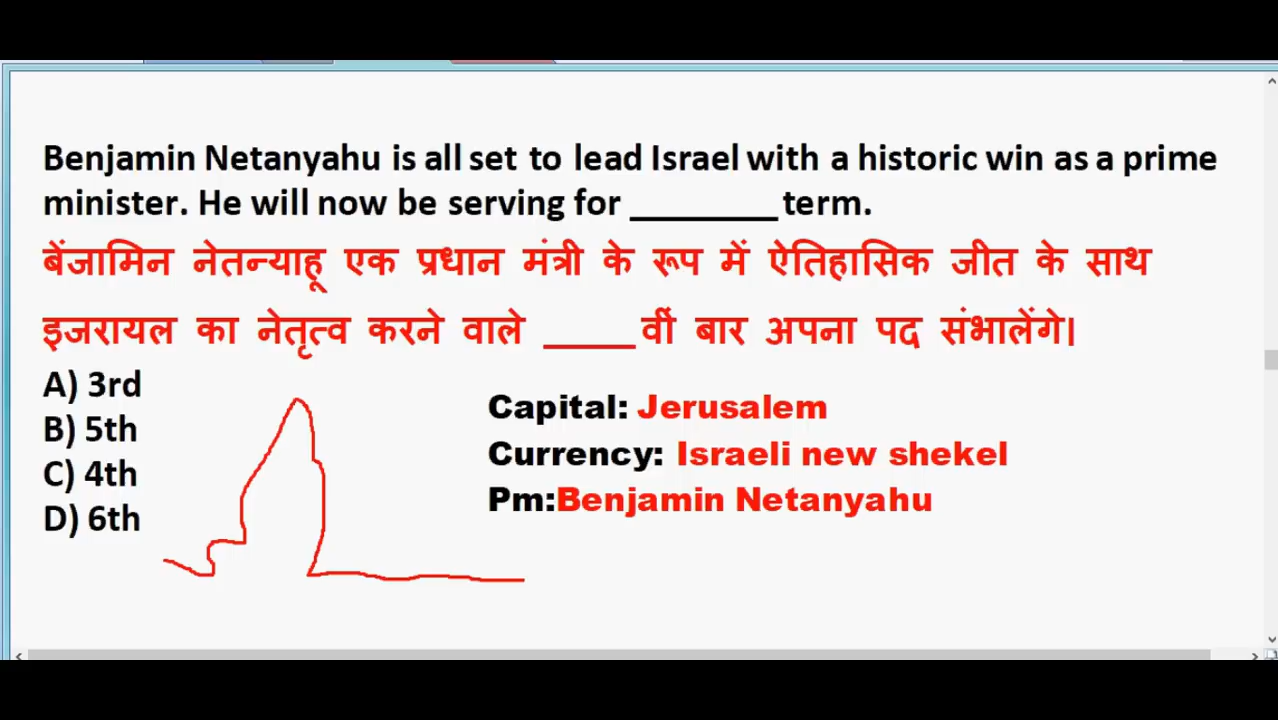 Benjamin Netanyahu is all set to lead Israel with a historic win as a prime
minister. He will now be serving for ________ term.
बेंजामिन नेतन्याहू एक प्रधान मंत्री के रूप में ऐतिहासिक जीत के साथ
इजरायल का नेतृत्व करने वाले _____ वीं बार अपना पद संभालेंगे।
A) 3rd
B) 5th
C) 4th
D) 6th
Capital: Jerusalem
Currency: Israeli new shekel
Pm:Benjamin Netanyahu